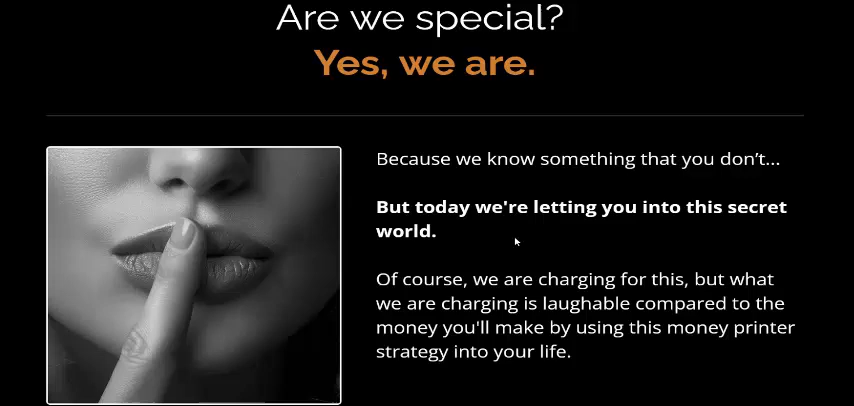 Are we special?
Yes, we are.
Because we know something that you don't...
But today we're letting you into this secret
world.
Of course, we are charging for this, but what
we are charging is laughable compared to the
money you'll make by using this money printer
strategy into your life.